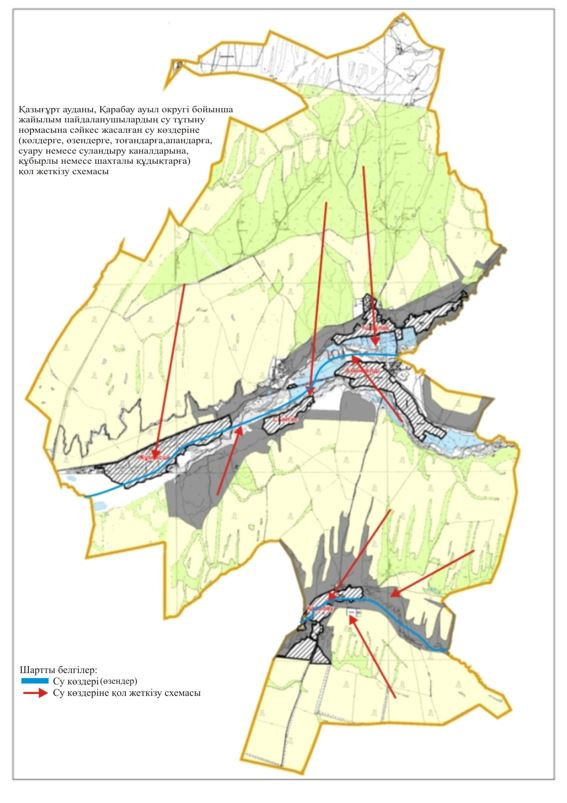 Қазығұрт ауданы, Қарабау ауыл округі бойынша
жайылым пайдаланушылардың су тұтыну
нормасына сәйкес жасалған су көздеріне
(көлдерге, өзендерге, тоғандарға,апандарға,
суару немесе суландыру каналдарына,
құбырлы немесе шахталы құдықтарға)
қол жеткізу схемасы
Шартты белгілер:
Су көздері (өзендер)
Су көздеріне қол жеткізу схемасы